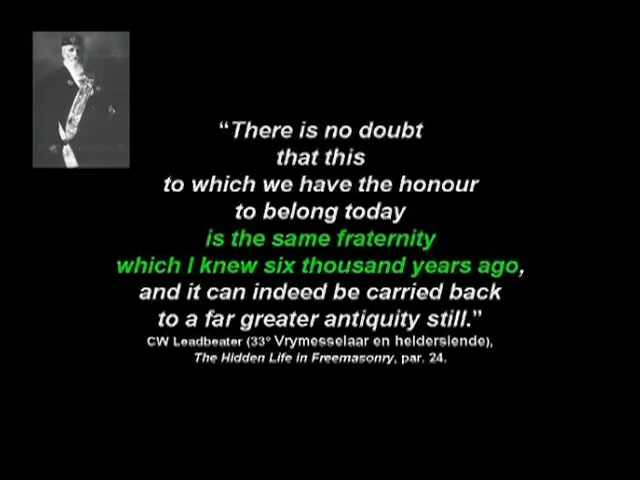 “There is no doubt
that this
to which we have the honour
to belong today
is the same fraternity
which I knew six thousand years ago,
and it can indeed be carried back
to a far greater antiquity still.”
CW Leadbeater (33° Vrymesselaar en heldersiende),
The Hidden Life in Freemasonry, par. 24.